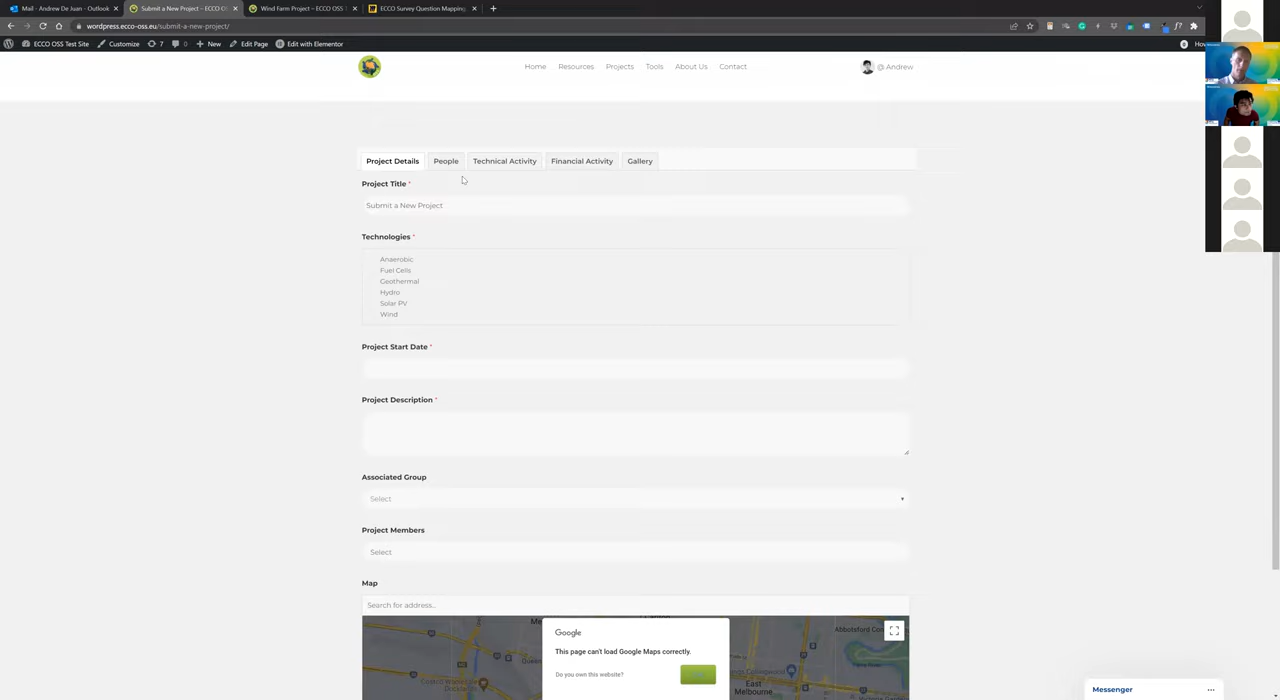 Mail - Andrew De Juan - Outlook
Submit a New Project – ECCO O
Wind Farm Project – ECCO OSS
ECCO Survey Question Mapping
wordpress.ecco-oss.eu/submit-a-new-project/
ECCO OSS Test Site
Customize
7
0
New
Edit Page
Edit with Elementor
Home
Resources
Projects
Tools
About Us
Contact
@ Andrew
Project Details
People
Technical Activity
Financial Activity
Gallery
Project Title *
Submit a New Project
Technologies *
Anaerobic
Fuel Cells
Geothermal
Hydro
Solar PV
Wind
Project Start Date *
Project Description *
Associated Group
Select
Project Members
Select
Map
Search for address...
Google
This page can't load Google Maps correctly.
Do you own this website?
East
Melbourne
Messenger